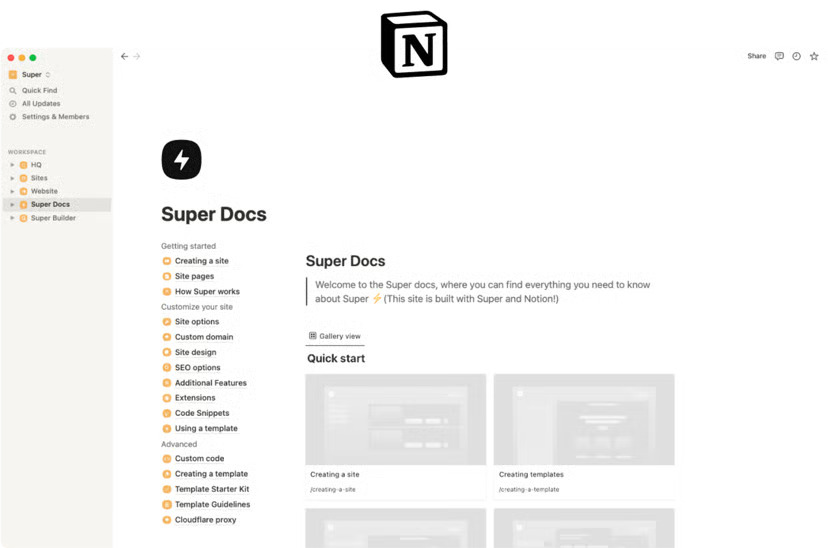 N
Share
Super
Quick Find
All Updates
Settings & Members
WORKSPACE
HQ
Sites
Website
Super Docs
Super Builder
Super Docs
Getting started
Creating a site
Site pages
How Super works
Customize your site
Site options
Custom domain
Site design
SEO options
Additional Features
Extensions
Code Snippets
Using a template
Advanced
Custom code
Creating a template
Template Starter Kit
Template Guidelines
Cloudflare proxy
Super Docs
Welcome to the Super docs, where you can find everything you need to know
about Super ⚡(This site is built with Super and Notion!)
Gallery view
Quick start
Creating a site
/creating-a-site
Creating templates
/creating-a-template